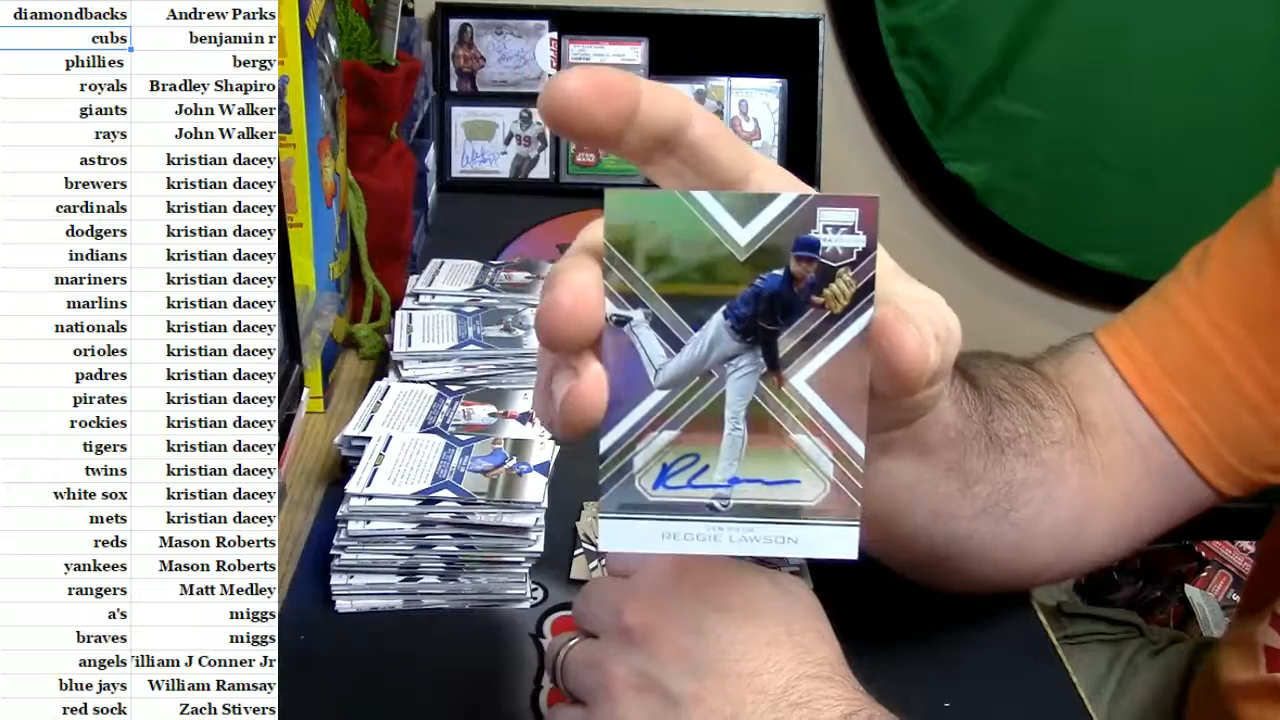 diamondbacks Andrew Parks
cubs benjamin r
phillies bergy
royals Bradley Shapiro
giants John Walker
rays John Walker
astros kristian dacey
brewers kristian dacey
cardinals kristian dacey
dodgers kristian dacey
indians kristian dacey
mariners kristian dacey
marlins kristian dacey
nationals kristian dacey
orioles kristian dacey
padres kristian dacey
pirates kristian dacey
rockies kristian dacey
tigers kristian dacey
twins kristian dacey
white sox kristian dacey
mets kristian dacey
reds Mason Roberts
yankees Mason Roberts
rangers Matt Medley
a's miggs
braves miggs
angels illiam J Conner Jr
blue jays William Ramsay
red sock Zach Stivers
SAN DIEGO
REGGIE LAWSON